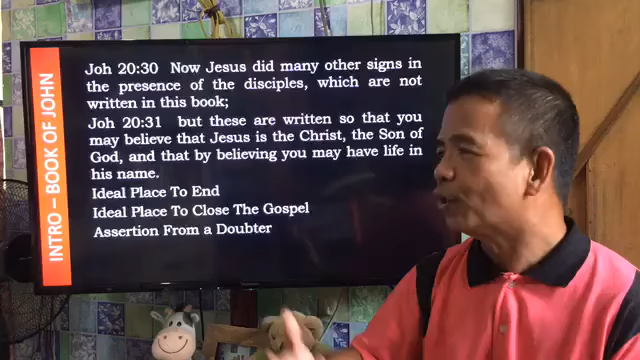 INTRO – BOOK OF JOHN
Joh 20:30 Now Jesus did many other signs in
the presence of the disciples, which are not
written in this book;
Joh 20:31 but these are written so that you
may believe that Jesus is the Christ, the Son of
God, and that by believing you may have life in
his name.
Ideal Place To End
Ideal Place To Close The Gospel
Assertion From a Doubter